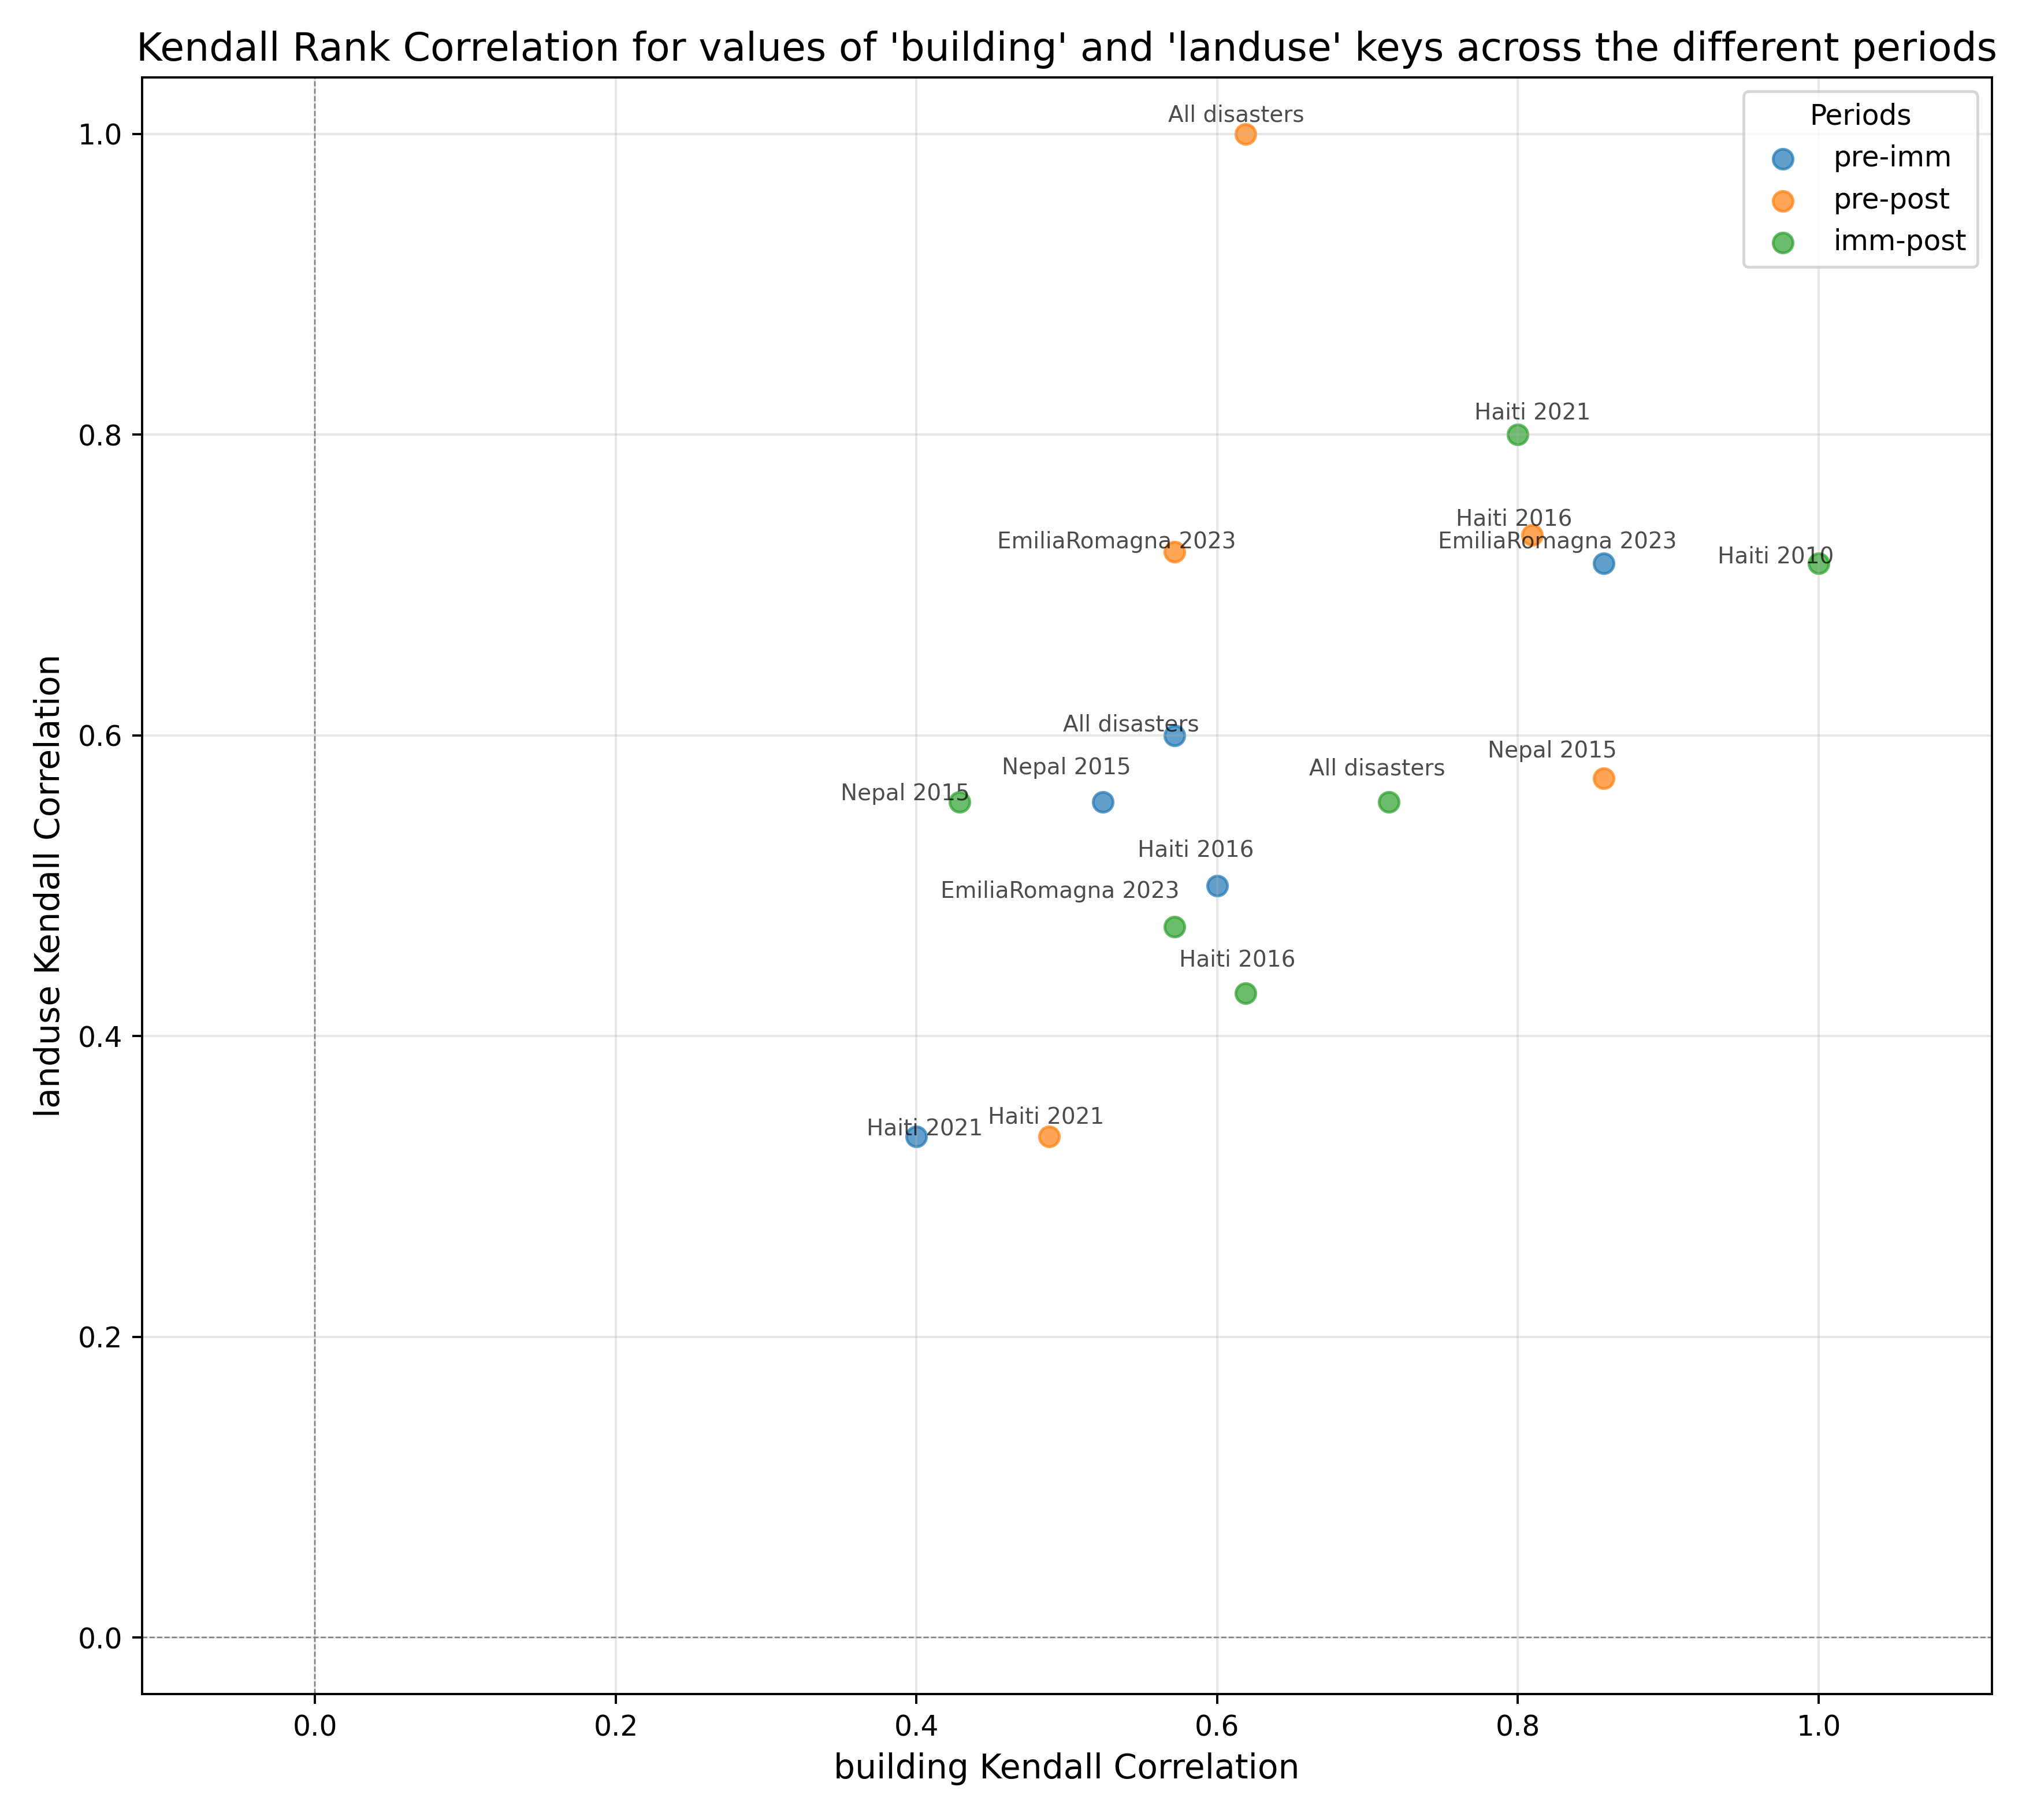 Kendall Rank Correlation for values of 'building' and 'landuse' keys across the different periods
Periods
pre-imm
pre-post
imm-post
All disasters
Haiti 2021
Haiti 2016
EmiliaRomagna 2023
EmiliaRomagna 2023
Haiti 2010
All disasters
Nepal 2015
Nepal 2015
All disasters
Nepal 2015
Haiti 2016
EmiliaRomagna 2023
Haiti 2016
Haiti 2021
Haiti 2021
1.0
0.8
0.6
0.4
0.2
0.0
landuse Kendall Correlation
0.0
0.2
0.4
0.6
0.8
1.0
building Kendall Correlation